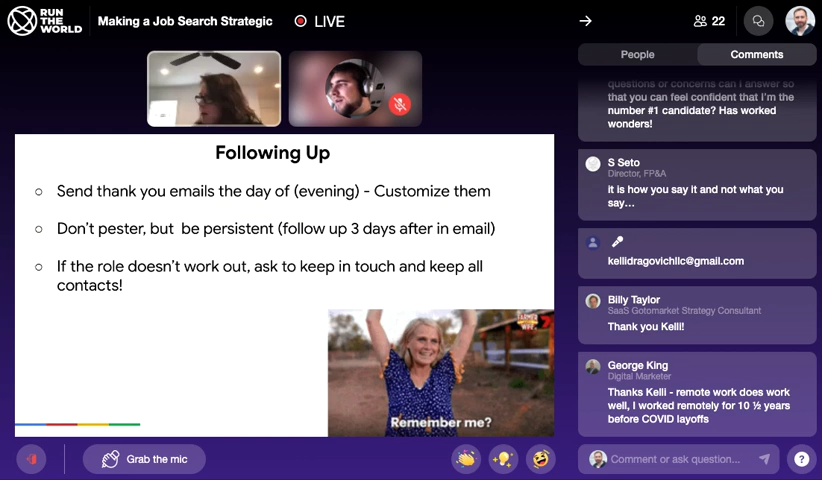 RUN
THE
WORLD
Making a Job Search Strategic
LIVE
22
People
Comments
Following Up
Send thank you emails the day of (evening) - Customize them
Don't pester, but be persistent (follow up 3 days after in email)
If the role doesn't work out, ask to keep in touch and keep all
contacts!
Remember me?
questions or concerns can I answer so
that you can feel confident that I'm the
number #1 candidate? Has worked
wonders!
S Seto
Director, FP&A
it is how you say it and not what you
say…
kellidragovichllc@gmail.com
Billy Taylor
SaaS Gotomarket Strategy Consultant
Thank you Kelli!
George King
Digital Marketer
Thanks Kelli - remote work does work
well, I worked remotely for 10 ½ years
before COVID layoffs
Grab the mic
Comment or ask question...
?